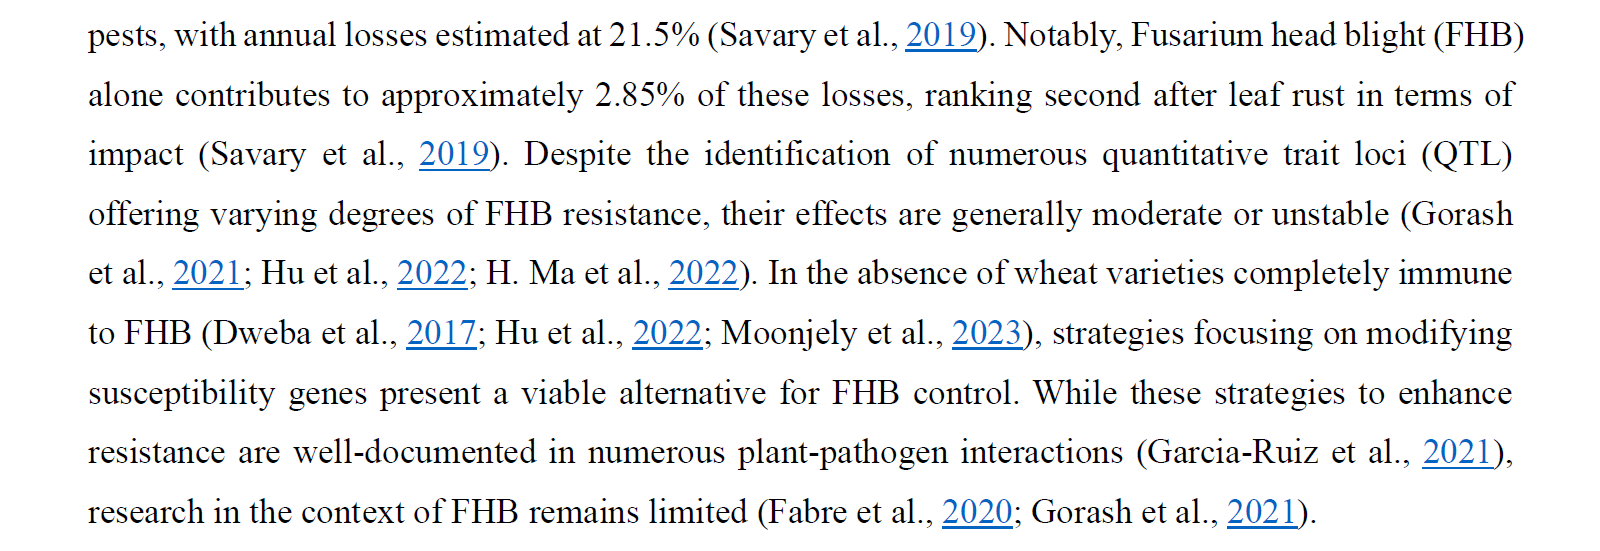 pests, with annual losses estimated at 21.5% (Savary et al., 2019). Notably, Fusarium head blight (FHB)
alone contributes to approximately 2.85% of these losses, ranking second after leaf rust in terms of
impact (Savary et al., 2019). Despite the identification of numerous quantitative trait loci (QTL)
offering varying degrees of FHB resistance, their effects are generally moderate or unstable (Gorash
et al., 2021; Hu et al., 2022; H. Ma et al., 2022). In the absence of wheat varieties completely immune
to FHB (Dweba et al., 2017; Hu et al., 2022; Moonjely et al., 2023), strategies focusing on modifying
susceptibility genes present a viable alternative for FHB control. While these strategies to enhance
resistance are well-documented in numerous plant-pathogen interactions (Garcia-Ruiz et al., 2021),
research in the context of FHB remains limited (Fabre et al., 2020; Gorash et al., 2021).